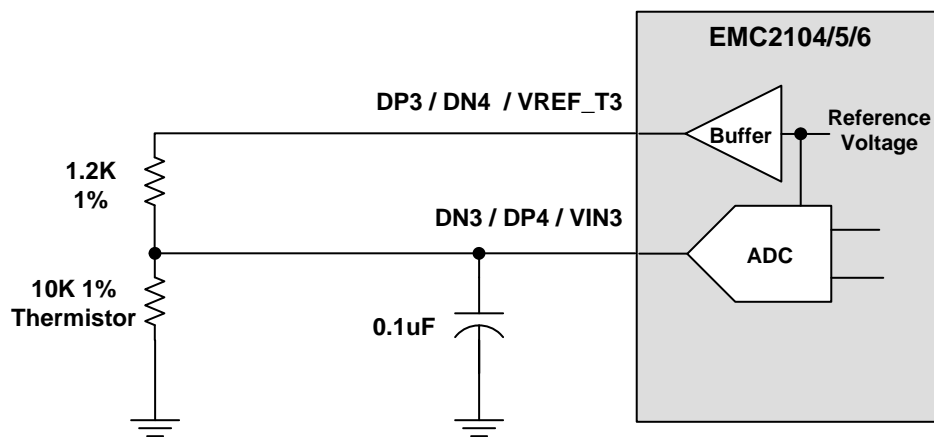 EMC2104/5/6
DP3 / DN4 / VREF_T3
Buffer
Reference
Voltage
1.2K
1%
DN3 / DP4 / VIN3
ADC
10K 1%
Thermistor
0.1uF